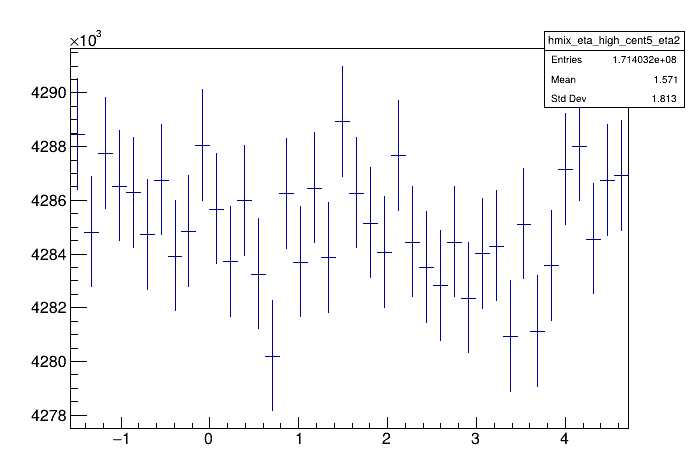 ×10³
hmix_eta_high_cent5_eta2
Entries 1.714032e+08
Mean 1.571
Std Dev 1.813
4290
4288
4286
4284
4282
4280
4278
−1 0 1 2 3 4